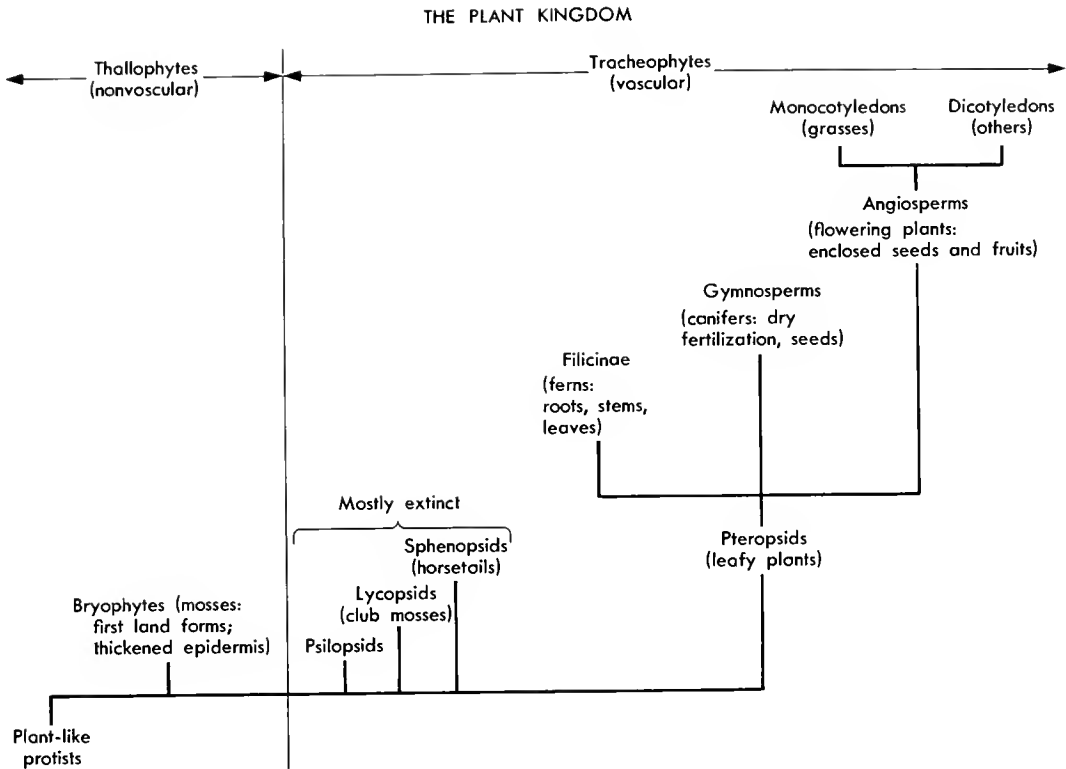 THE PLANT KINGDOM
Thallophytes
(nonvascular)
Tracheophytes
(vascular)
Monocotyledons
(grasses)
Dicotyledons
(others)
Angiosperms
(flowering plants:
enclosed seeds and fruits)
Gymnosperms
(canifers: dry
fertilization, seeds)
Filicinae
(ferns:
roots, stems,
leaves)
Mostly extinct
Sphenopsids
(horsetails)
Pteropsids
(leafy plants)
Lycopsids
(club mosses)
Bryophytes (mosses:
first land forms;
thickened epidermis)
Psilopsids
Plant-like
protists